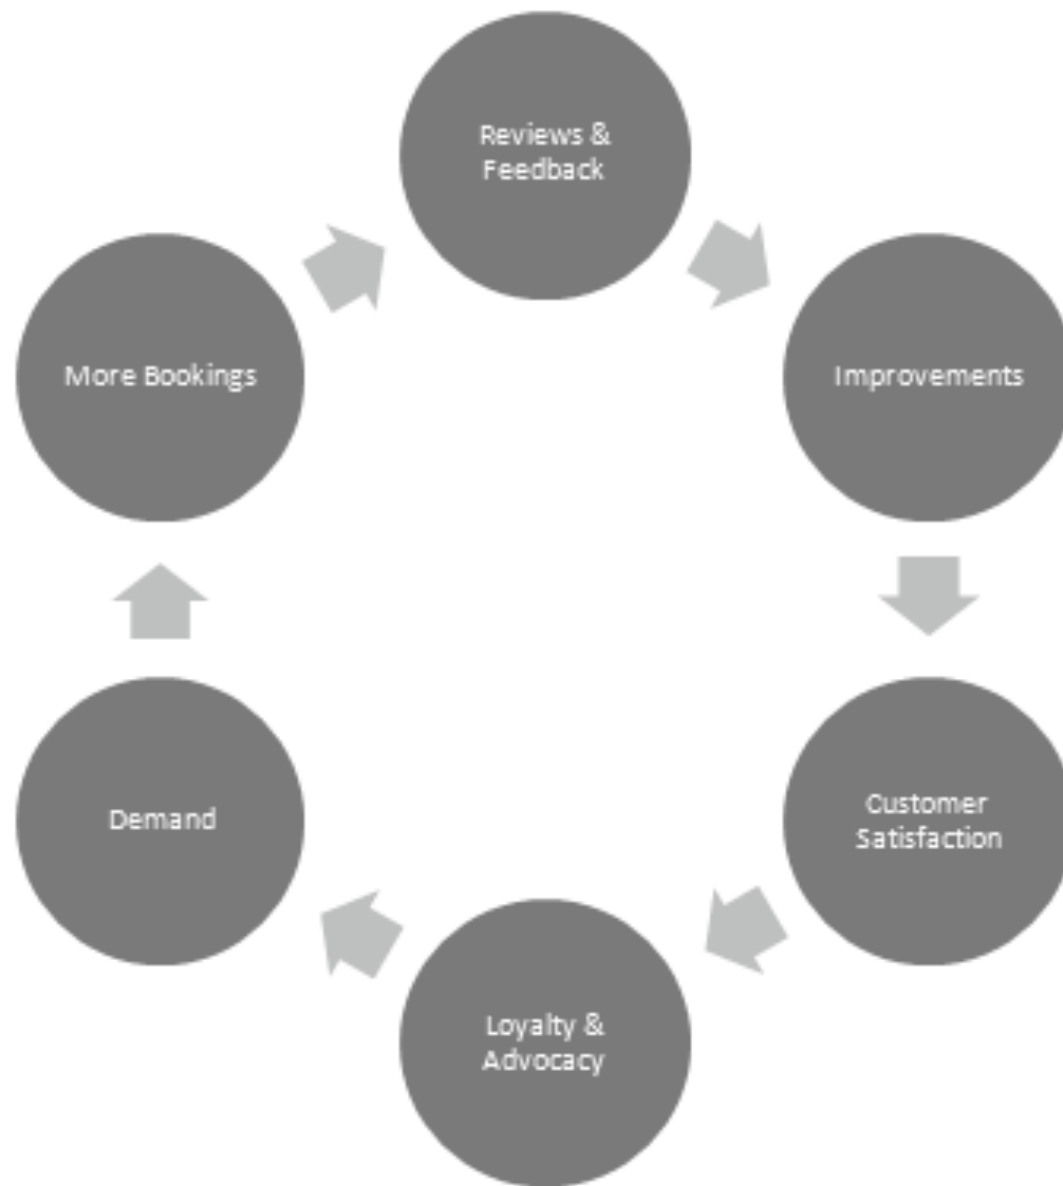 Reviews &
Feedback
Improvements
Customer
Satisfaction
Loyalty &
Advocacy
Demand
More Bookings